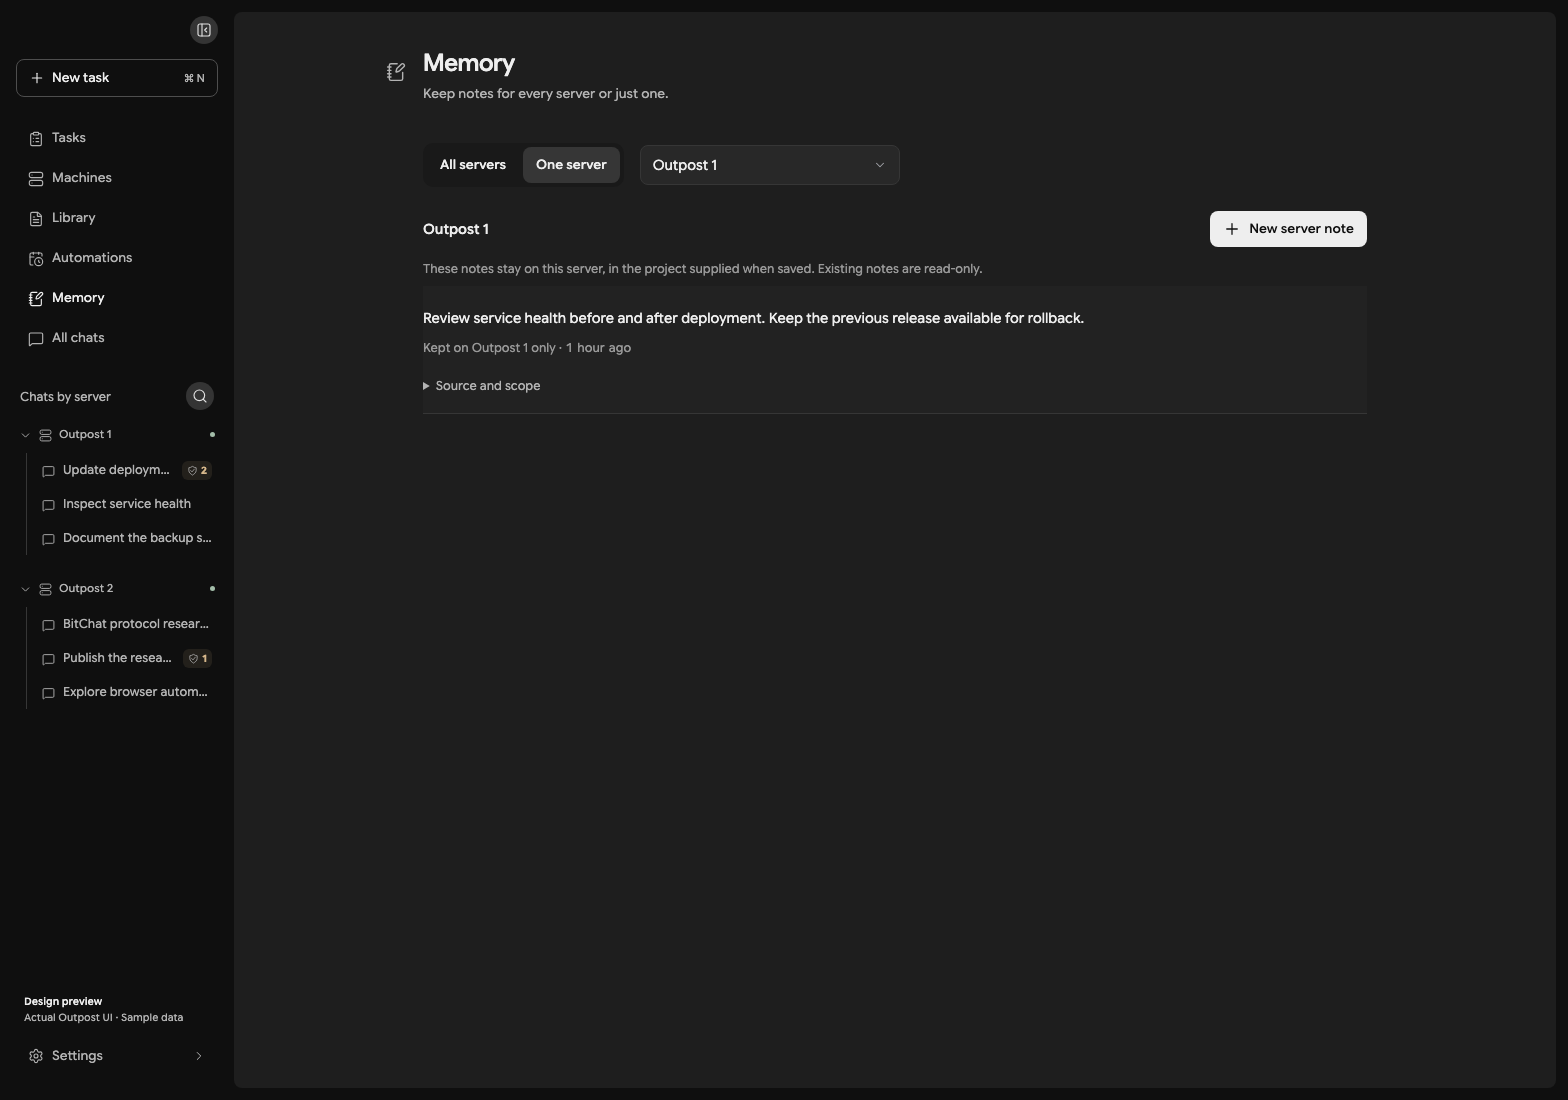 New task
⌘ N
Tasks
Machines
Library
Automations
Memory
All chats
Chats by server
Outpost 1
Update deploym...
2
Inspect service health
Document the backup s...
Outpost 2
BitChat protocol resear...
Publish the resea...
1
Explore browser autom...
Design preview
Actual Outpost UI · Sample data
Settings
Memory
Keep notes for every server or just one.
All servers
One server
Outpost 1
Outpost 1
New server note
These notes stay on this server, in the project supplied when saved. Existing notes are read-only.
Review service health before and after deployment. Keep the previous release available for rollback.
Kept on Outpost 1 only · 1 hour ago
Source and scope